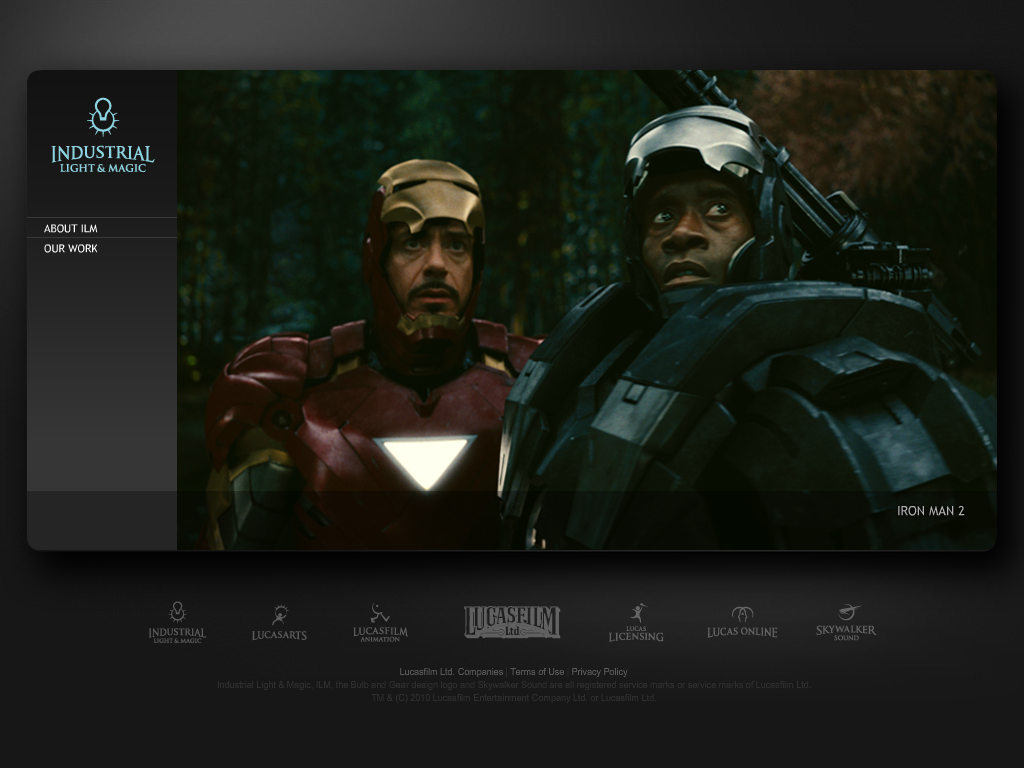 INDUSTRIAL
LIGHT & MAGIC
ABOUT ILM
OUR WORK
IRON MAN 2
INDUSTRIAL
LIGHT & MAGIC
LUCASARTS
LUCASFILM
ANIMATION
LUCASFILM
Ltd.
LUCAS
LICENSING
LUCAS ONLINE
SKYWALKER
SOUND
Lucasfilm Ltd. Companies | Terms of Use | Privacy Policy
Industrial Light & Magic, ILM, the Bulb and Gear design logo and Skywalker Sound are all registered service marks or service marks of Lucasfilm Ltd.
TM & (C) 2010 Lucasfilm Entertainment Company Ltd. or Lucasfilm Ltd.